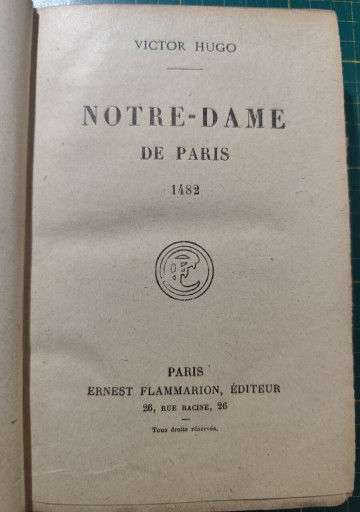 VICTOR HUGO
NOTRE-DAME
DE PARIS
1482
PARIS
ERNEST FLAMMARION, ÉDITEUR
26, RUE RACINE, 26
Tous droits réservés.